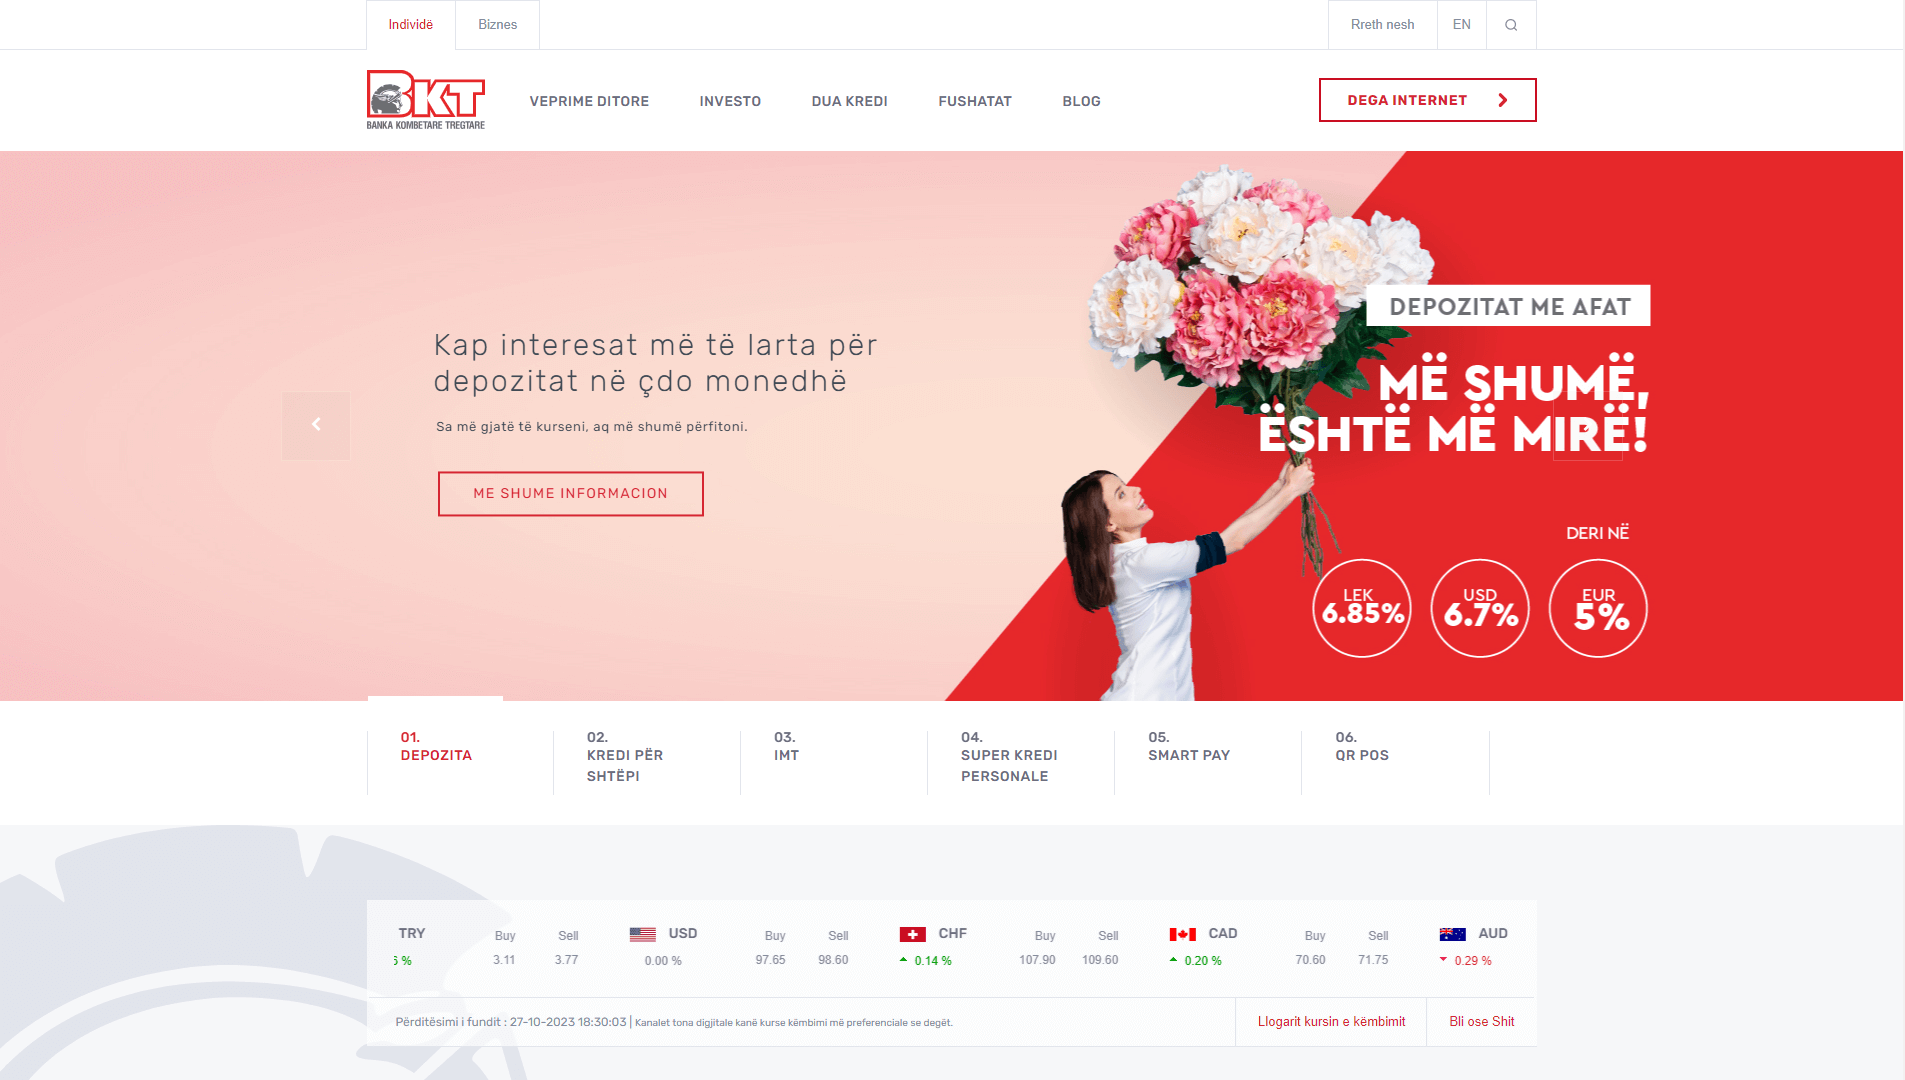 Individë
Biznes
Rreth nesh
EN
BKT
BANKA KOMBETARE TREGTARE
VEPRIME DITORE
INVESTO
DUA KREDI
FUSHATAT
BLOG
DEGA INTERNET
Kap interesat më të larta për
depozitat në çdo monedhë
Sa më gjatë të kurseni, aq më shumë përfitoni.
ME SHUME INFORMACION
DEPOZITAT ME AFAT
MË SHUMË,
ËSHTË MË MIRË!
DERI NË
LEK
6.85%
USD
6.7%
EUR
5%
01.
DEPOZITA
02.
KREDI PËR
SHTËPI
03.
IMT
04.
SUPER KREDI
PERSONALE
05.
SMART PAY
06.
QR POS
TRY Buy Sell
% 3.11 3.77
USD Buy Sell
0.00 % 97.65 98.60
CHF Buy Sell
0.14 % 107.90 109.60
CAD Buy Sell
0.20 % 70.60 71.75
AUD
0.29 %
Përditësimi i fundit : 27-10-2023 18:30:03 | Kanalet tona digjitale kanë kurse këmbimi më preferenciale se degët.
Llogarit kursin e këmbimit
Bli ose Shit